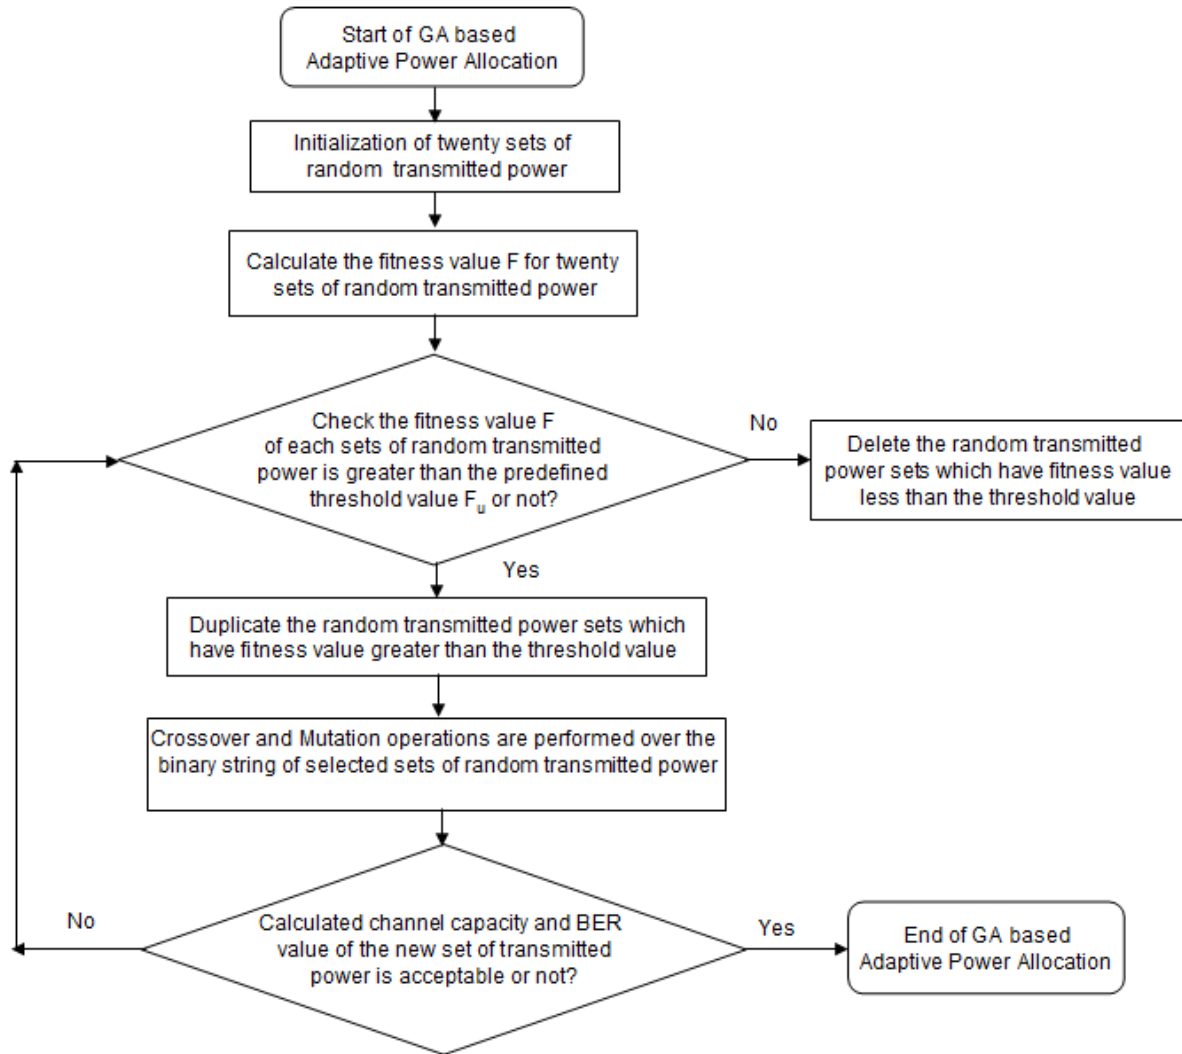 Start of GA based
Adaptive Power Allocation
Initialization of twenty sets of
random transmitted power
Calculate the fitness value F for twenty
sets of random transmitted power
Check the fitness value F
of each sets of random transmitted
power is greater than the predefined
threshold value Fu or not?
No
Delete the random transmitted
power sets which have fitness value
less than the threshold value
Yes
Duplicate the random transmitted power sets which
have fitness value greater than the threshold value
Crossover and Mutation operations are performed over the
binary string of selected sets of random transmitted power
No
Calculated channel capacity and BER
value of the new set of transmitted
power is acceptable or not?
Yes
End of GA based
Adaptive Power Allocation